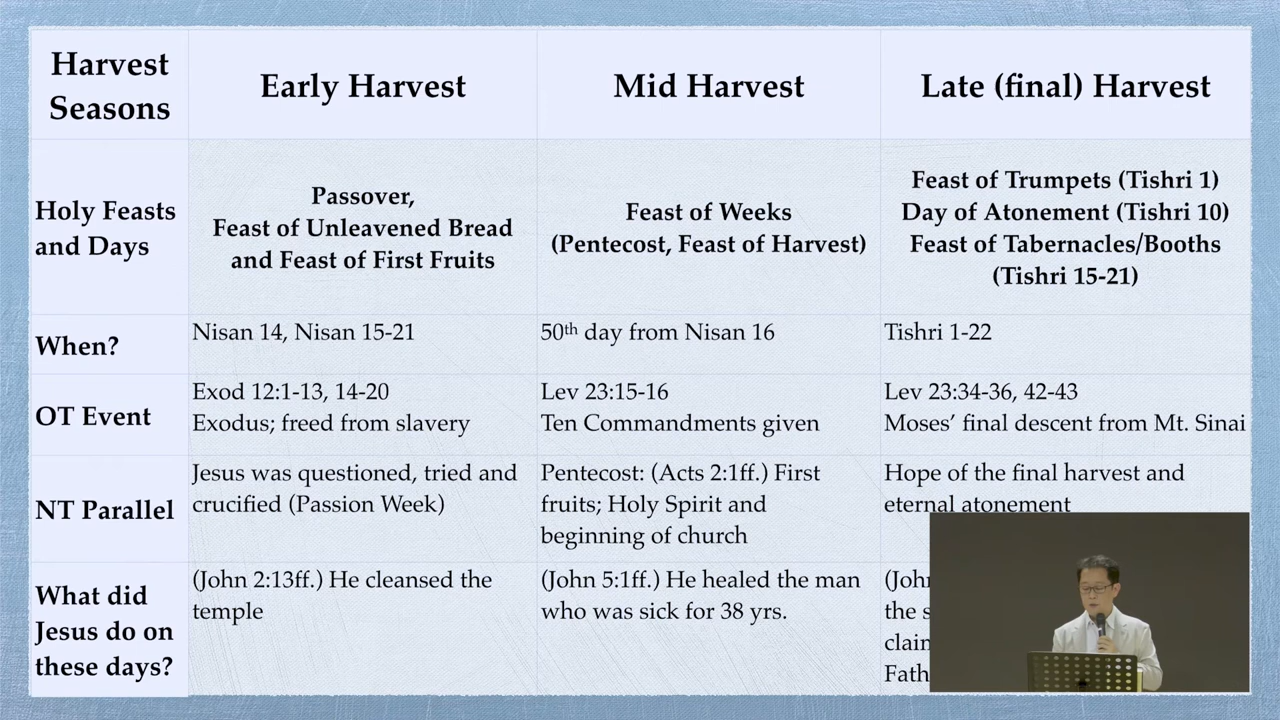 Harvest
Seasons
Early Harvest
Mid Harvest
Late (final) Harvest
Holy Feasts
and Days
Passover,
Feast of Unleavened Bread
and Feast of First Fruits
Feast of Weeks
(Pentecost, Feast of Harvest)
Feast of Trumpets (Tishri 1)
Day of Atonement (Tishri 10)
Feast of Tabernacles/Booths
(Tishri 15-21)
When?
Nisan 14, Nisan 15-21
50th day from Nisan 16
Tishri 1-22
OT Event
Exod 12:1-13, 14-20
Exodus; freed from slavery
Lev 23:15-16
Ten Commandments given
Lev 23:34-36, 42-43
Moses' final descent from Mt. Sinai
NT Parallel
Jesus was questioned, tried and
crucified (Passion Week)
Pentecost: (Acts 2:1ff.) First
fruits; Holy Spirit and
beginning of church
Hope of the final harvest and
eternal atonement
What did
Jesus do on
these days?
(John 2:13ff.) He cleansed the
temple
(John 5:1ff.) He healed the man
who was sick for 38 yrs.
the